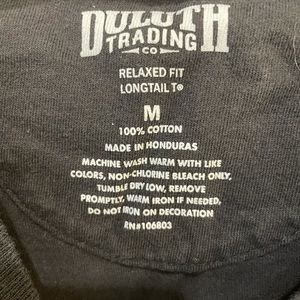 DULUTH
TRADING
CO
RELAXED FIT
LONGTAIL T®
M
100% COTTON
MADE IN HONDURAS
MACHINE WASH WARM WITH LIKE
COLORS, NON-CHLORINE BLEACH ONLY,
TUMBLE DRY LOW, REMOVE
PROMPTLY, WARM IRON IF NEEDED,
DO NOT IRON ON DECORATION
RN#106803